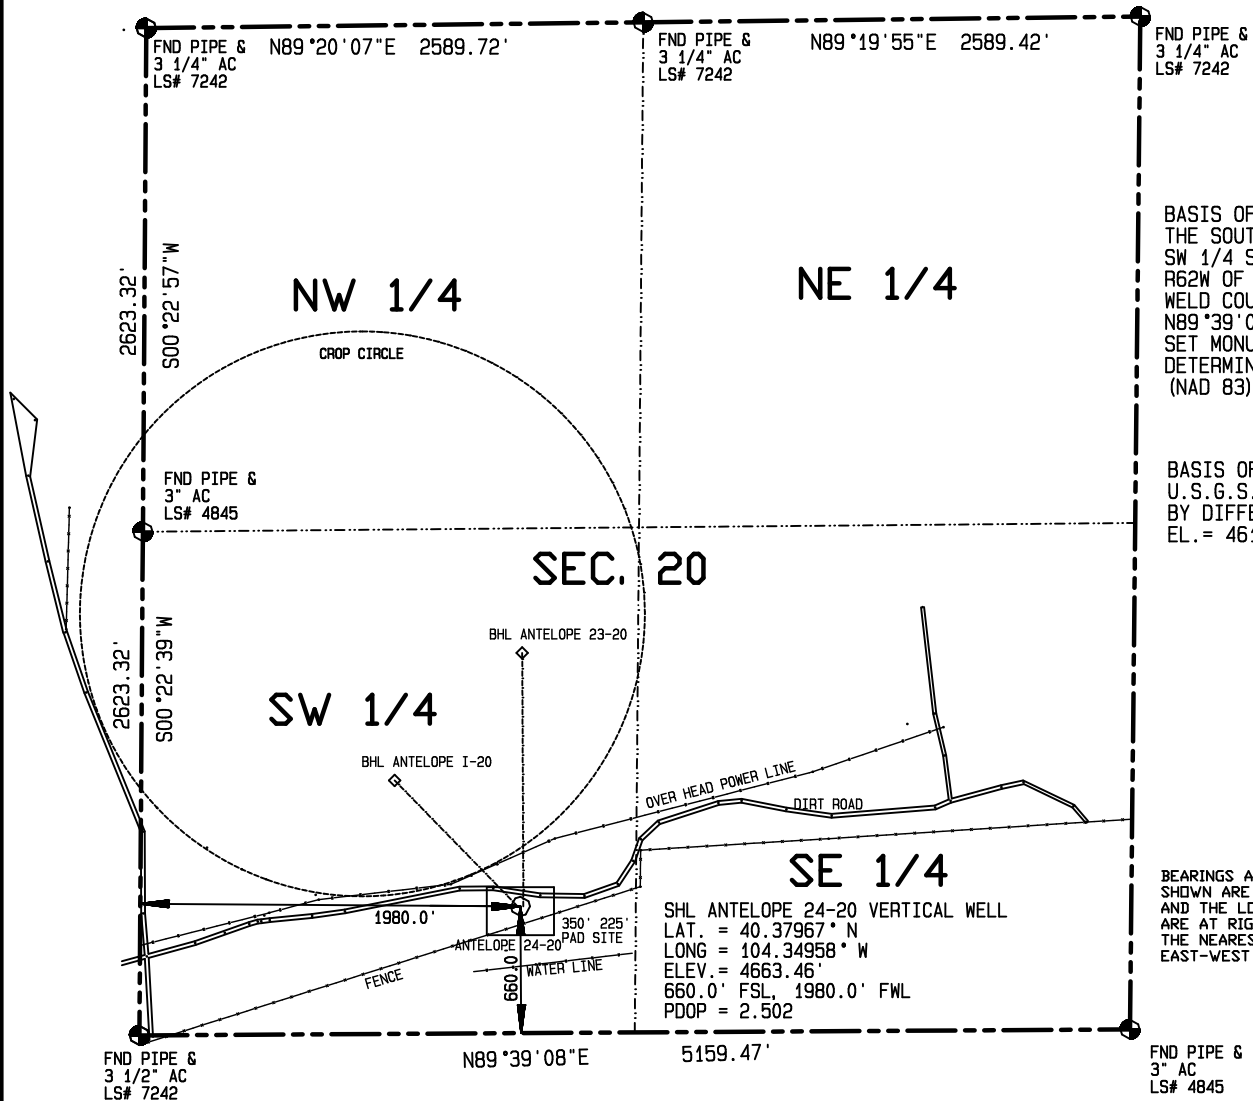 FND PIPE &
3 1/4" AC
LS# 7242
N89°20'07"E 2589.72'
FND PIPE &
3 1/4" AC
LS# 7242
N89°19'55"E 2589.42'
FND PIPE &
3 1/4" AC
LS# 7242
2623.32'
S00°22'57"W
NW 1/4
NE 1/4
CROP CIRCLE
BASIS OF
THE SOUT
SW 1/4 S
R62W OF
WELD COU
N89°39'0
SET MONU
DETERMIN
(NAD 83)
FND PIPE &
3" AC
LS# 4845
BASIS OF
U.S.G.S.
BY DIFFE
EL.= 461
SEC. 20
2623.32'
S00°22'39"W
BHL ANTELOPE 23-20
SW 1/4
BHL ANTELOPE I-20
OVER HEAD POWER LINE
DIRT ROAD
SE 1/4
1980.0'
350' 225'
PAD SITE
ANTELOPE 24-20
660.0'
WATER LINE
FENCE
SHL ANTELOPE 24-20 VERTICAL WELL
LAT. = 40.37967° N
LONG = 104.34958° W
ELEV.= 4663.46'
660.0' FSL, 1980.0' FWL
PDOP = 2.502
BEARINGS A
SHOWN ARE
AND THE LO
ARE AT RIG
THE NEARES
EAST-WEST
FND PIPE &
3 1/2" AC
LS# 7242
N89°39'08"E
5159.47'
FND PIPE &
3" AC
LS# 4845